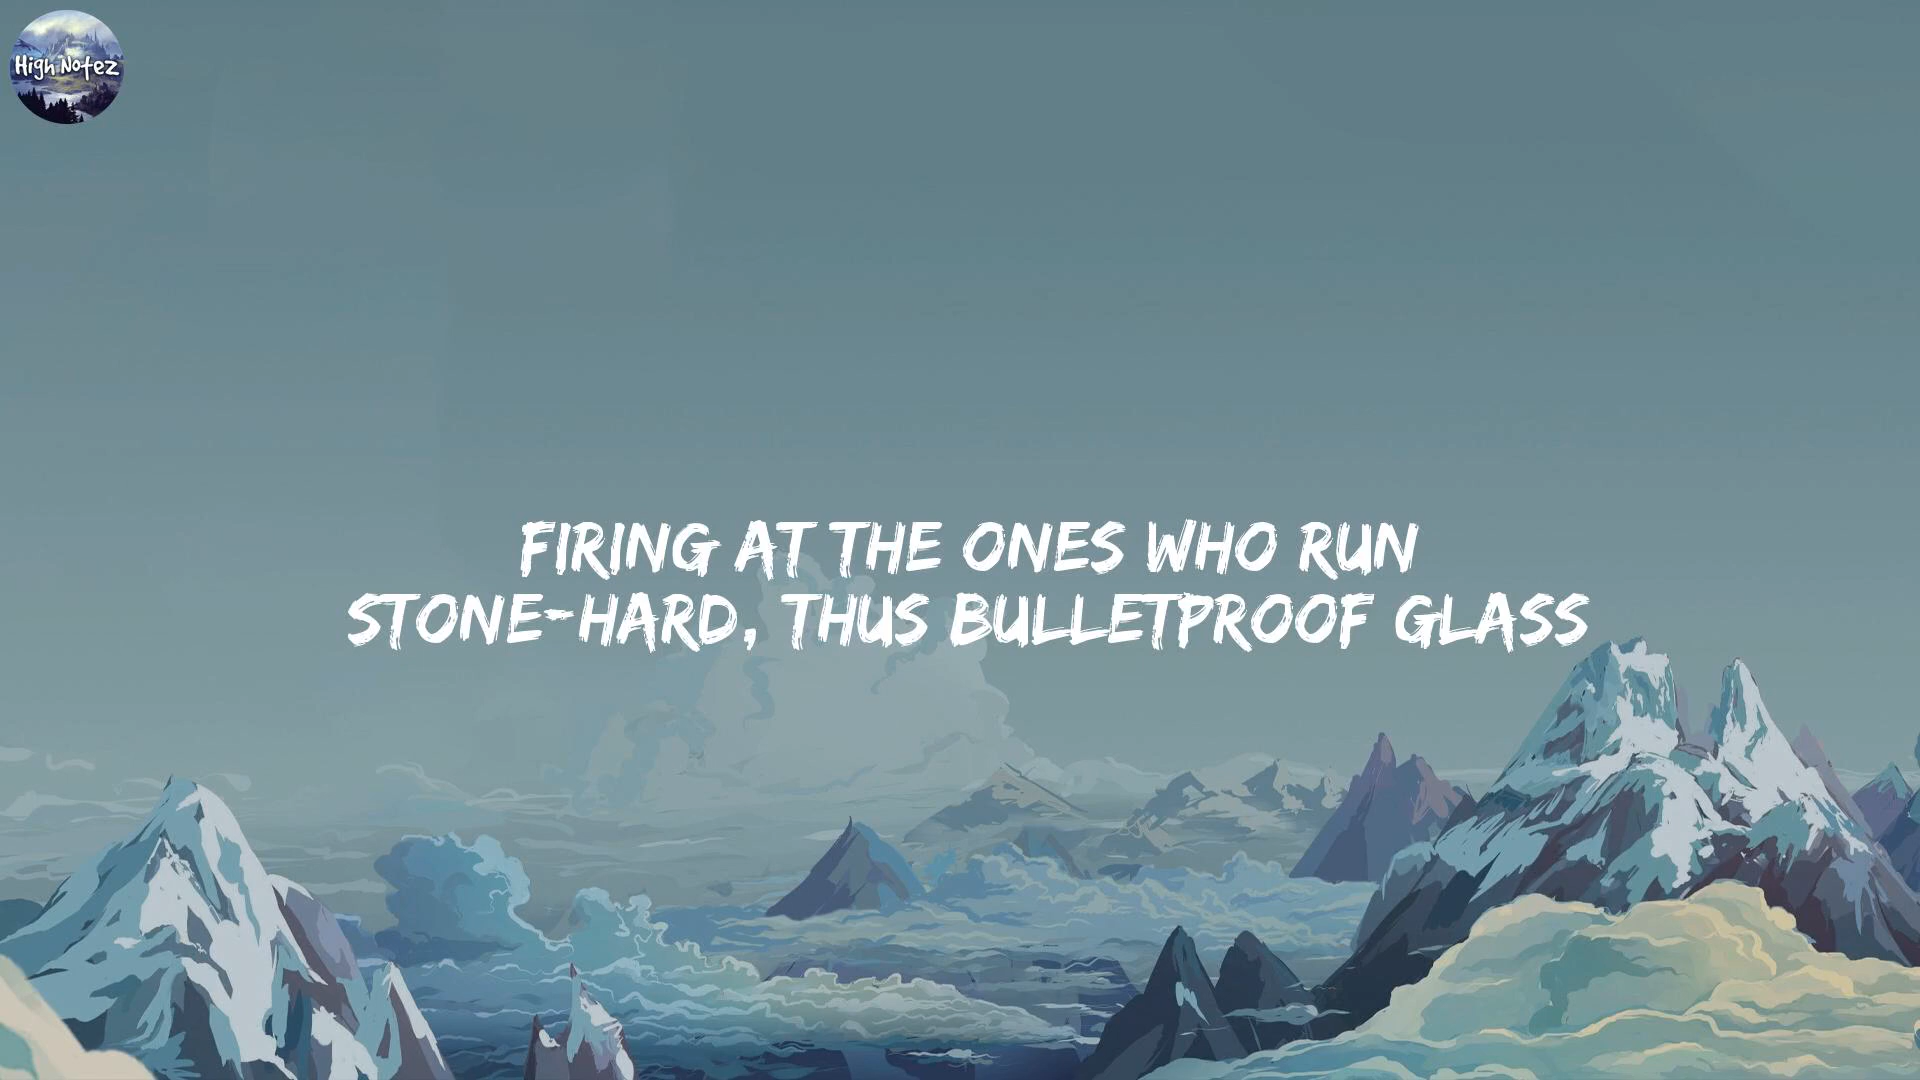 High Notez
FIRING AT THE ONES WHO RUN
STONE-HARD, THUS BULLETPROOF GLASS